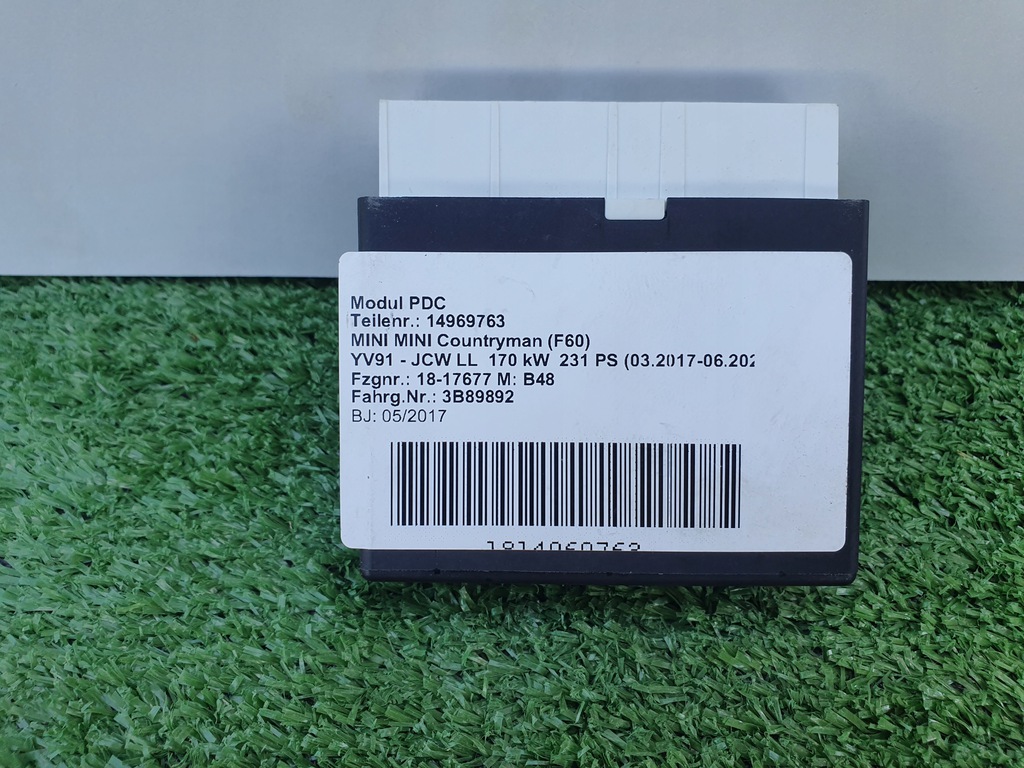 Modul PDC
Teilenr.: 14969763
MINI MINI Countryman (F60)
YV91 - JCW LL 170 kW 231 PS (03.2017-06.202
Fzgnr.: 18-17677 M: B48
Fahrg.Nr.: 3B89892
BJ: 05/2017
1814969763